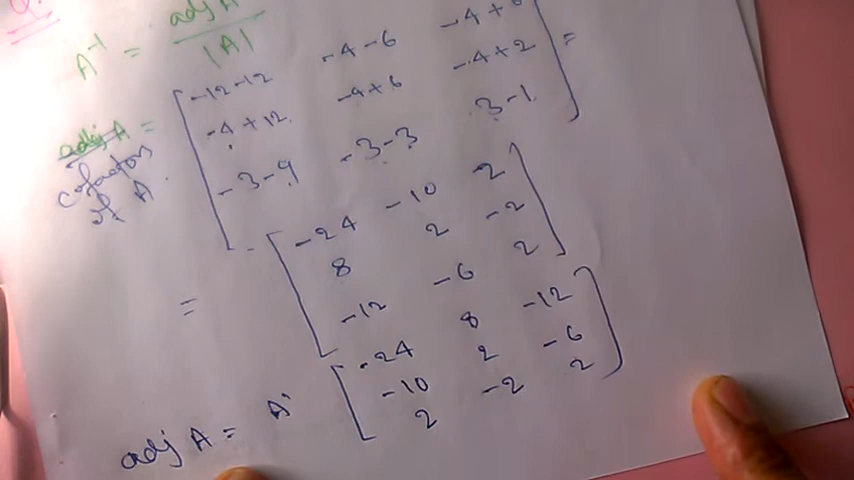 A⁻¹ = adj A / |A|
adj A =
cofactors of A.
[ -12-12 -4-6 -4+6
-4+12. -4+6 -4+2
-3-9 -3-3 3-1 ] =
= [ -24 -10 2
8 2 -2
-12 -6 2 ]
adj A = A' [ -24 8 -12
-10 2 -6
2 -2 2 ]